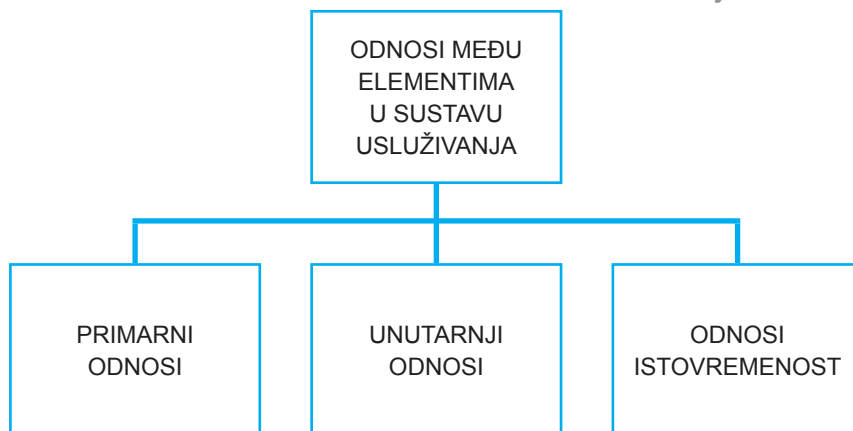 ODNOSI MEĐU
ELEMENTIMA
U SUSTAVU
USLUŽIVANJA
PRIMARNI
ODNOSI
UNUTARNJI
ODNOSI
ODNOSI
ISTOVREMENOST